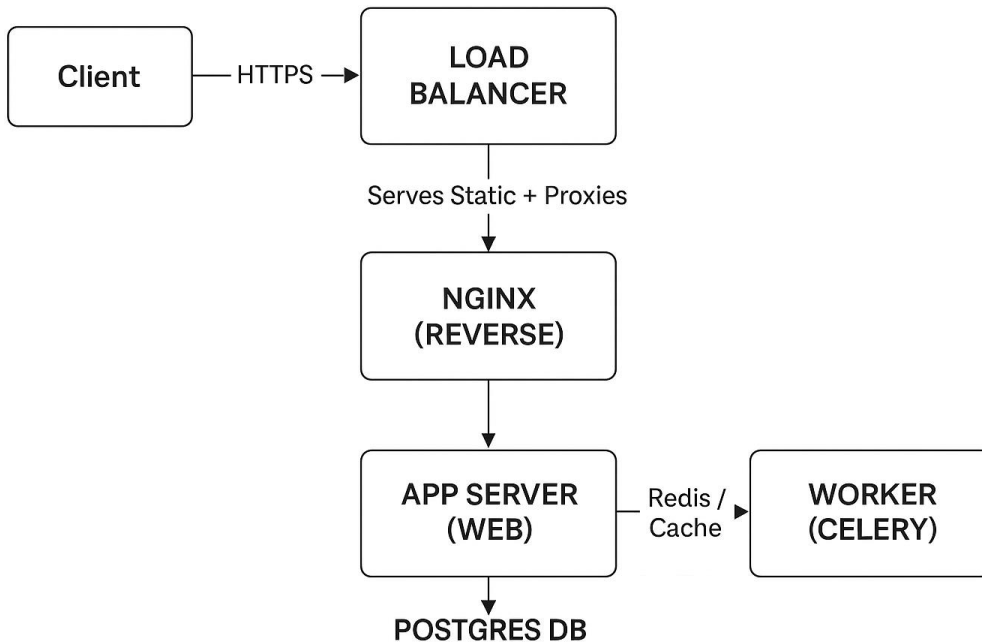 Client
HTTPS
LOAD
BALANCER
Serves Static + Proxies
NGINX
(REVERSE)
APP SERVER
(WEB)
Redis /
Cache
WORKER
(CELERY)
POSTGRES DB